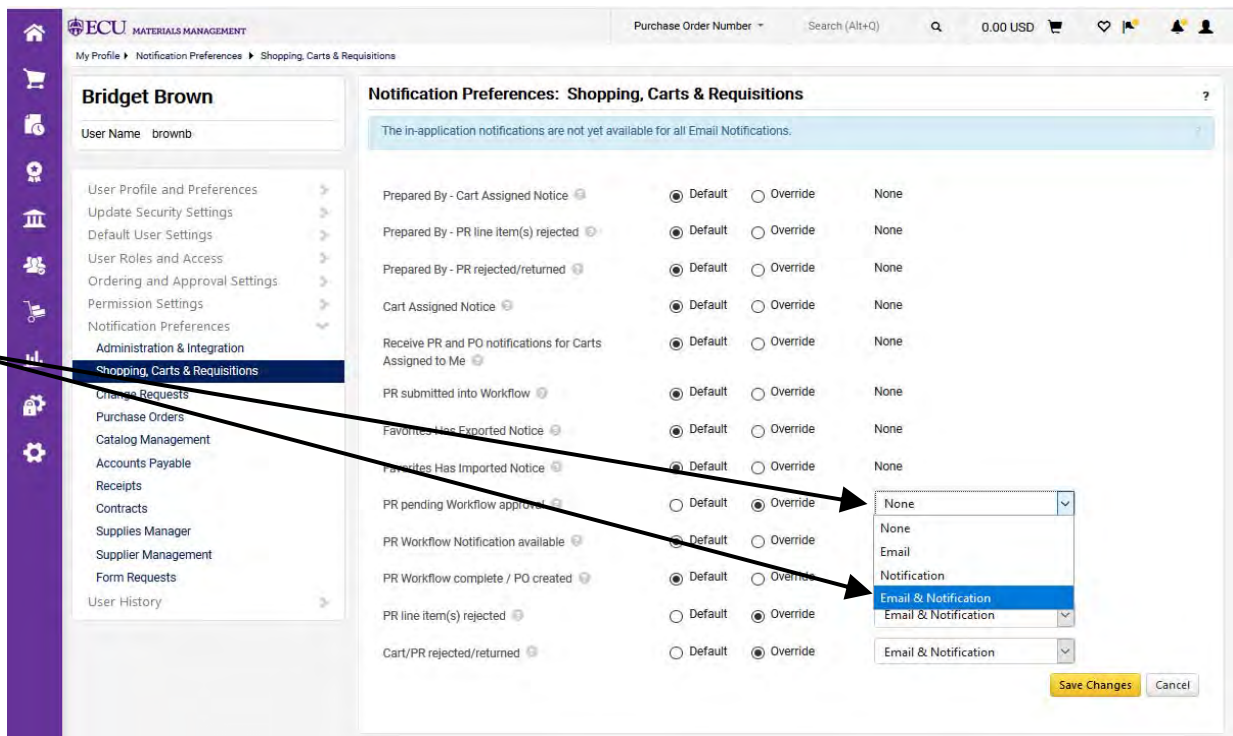 ECU MATERIALS MANAGEMENT
Purchase Order Number
Search (Alt+Q)
0.00 USD
My Profile Notification Preferences Shopping, Carts & Requisitions
Bridget Brown
User Name brownb
User Profile and Preferences
Update Security Settings
Default User Settings
User Roles and Access
Ordering and Approval Settings
Permission Settings
Notification Preferences
Administration & Integration
Shopping, Carts & Requisitions
Change Requests
Purchase Orders
Catalog Management
Accounts Payable
Receipts
Contracts
Supplies Manager
Supplier Management
Form Requests
User History
Notification Preferences: Shopping, Carts & Requisitions ?
The in-application notifications are not yet available for all Email Notifications. ?
Prepared By - Cart Assigned Notice Default Override None
Prepared By - PR line item(s) rejected Default Override None
Prepared By - PR rejected/returned Default Override None
Cart Assigned Notice Default Override None
Receive PR and PO notifications for Carts Default Override None
Assigned to Me
PR submitted into Workflow Default Override None
Favorites Has Exported Notice Default Override None
Favorites Has Imported Notice Default Override None
PR pending Workflow approval Default Override None
None
PR Workflow Notification available Default Override
Email
PR Workflow complete / PO created Default Override
Notification
Email & Notification
PR line item(s) rejected Default Override Email & Notification
Cart/PR rejected/returned Default Override Email & Notification
Save Changes Cancel